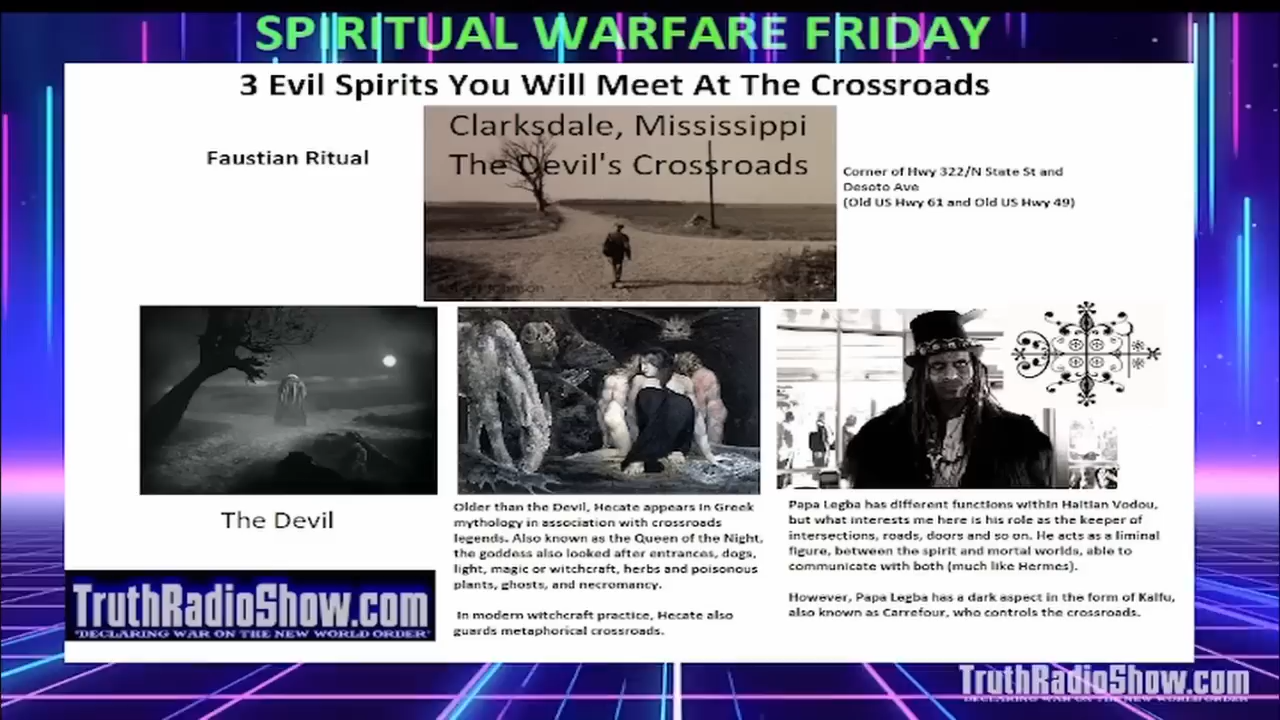 SPIRITUAL WARFARE FRIDAY
3 Evil Spirits You Will Meet At The Crossroads
Faustian Ritual
Clarksdale, Mississippi
The Devil's Crossroads
Corner of Hwy 322/N State St and
Desoto Ave
(Old US Hwy 61 and Old US Hwy 49)
The Devil
Older than the Devil, Hecate appears in Greek
mythology in association with crossroads
legends. Also known as the Queen of the Night,
the goddess also looked after entrances, dogs,
light, magic or witchcraft, herbs and poisonous
plants, ghosts, and necromancy.
In modern witchcraft practice, Hecate also
guards metaphorical crossroads.
Papa Legba has different functions within Haitian Vodou,
but what interests me here is his role as the keeper of
intersections, roads, doors and so on. He acts as a liminal
figure, between the spirit and mortal worlds, able to
communicate with both (much like Hermes).
However, Papa Legba has a dark aspect in the form of Kalfu,
also known as Carrefour, who controls the crossroads.
TruthRadioShow.com
"DECLARING WAR ON THE NEW WORLD ORDER"
TruthRadioShow.com
DECLARING WAR ON THE NEW WORLD ORDER